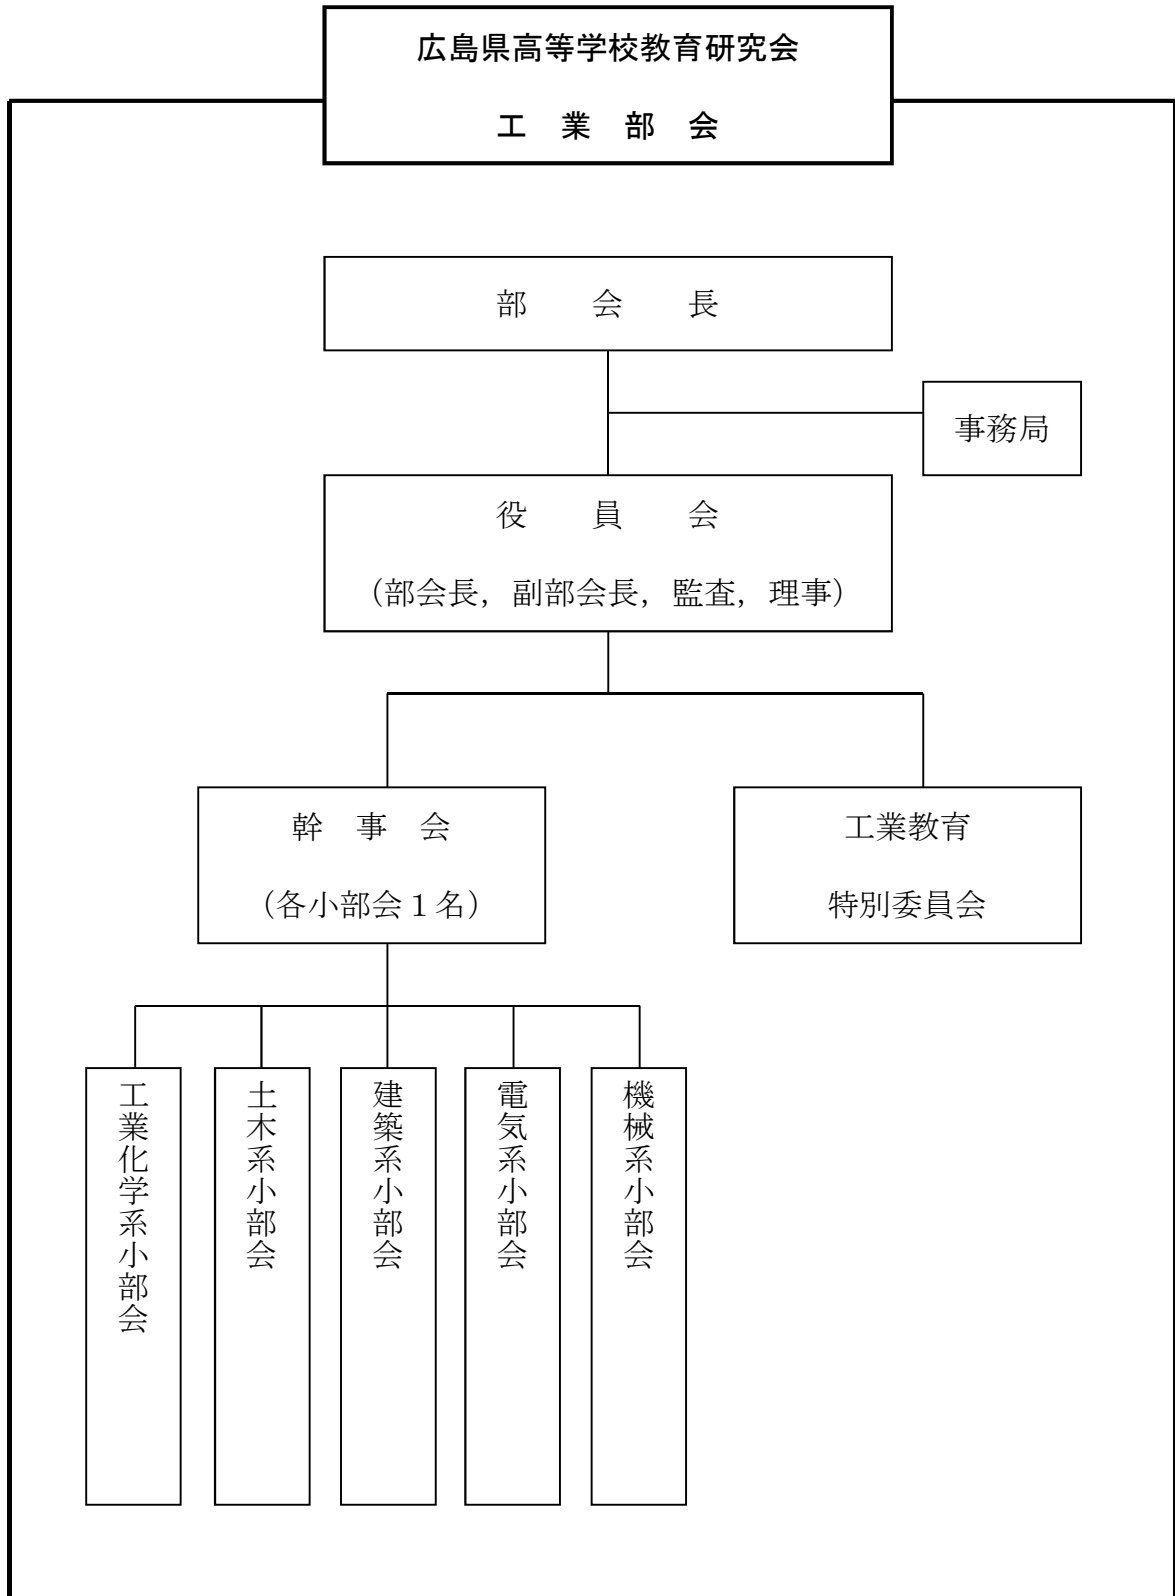 広島県高等学校教育研究会
工　業　部　会
部　会　長
事務局
役　員　会
（部会長，副部会長，監査，理事）
幹　事　会
（各小部会１名）
工業教育
特別委員会
工業化学系小部会
土木系小部会
建築系小部会
電気系小部会
機械系小部会